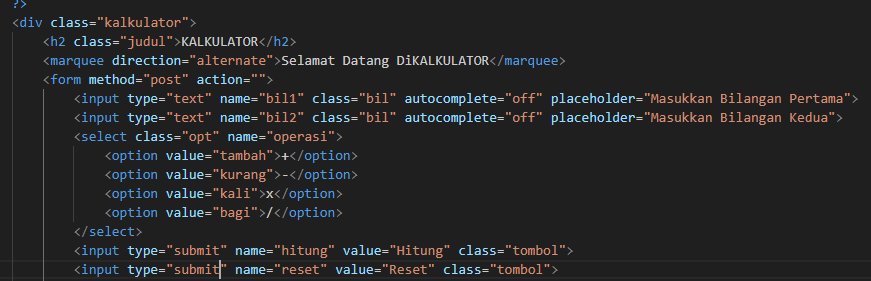 ?>
<div class="kalkulator">
<h2 class="judul">KALKULATOR</h2>
<marquee direction="alternate">Selamat Datang DiKALKULATOR</marquee>
<form method="post" action="">
<input type="text" name="bil1" class="bil" autocomplete="off" placeholder="Masukkan Bilangan Pertama">
<input type="text" name="bil2" class="bil" autocomplete="off" placeholder="Masukkan Bilangan Kedua">
<select class="opt" name="operasi">
<option value="tambah">+</option>
<option value="kurang">-</option>
<option value="kali">x</option>
<option value="bagi">/</option>
</select>
<input type="submit" name="hitung" value="Hitung" class="tombol">
<input type="submit" name="reset" value="Reset" class="tombol">